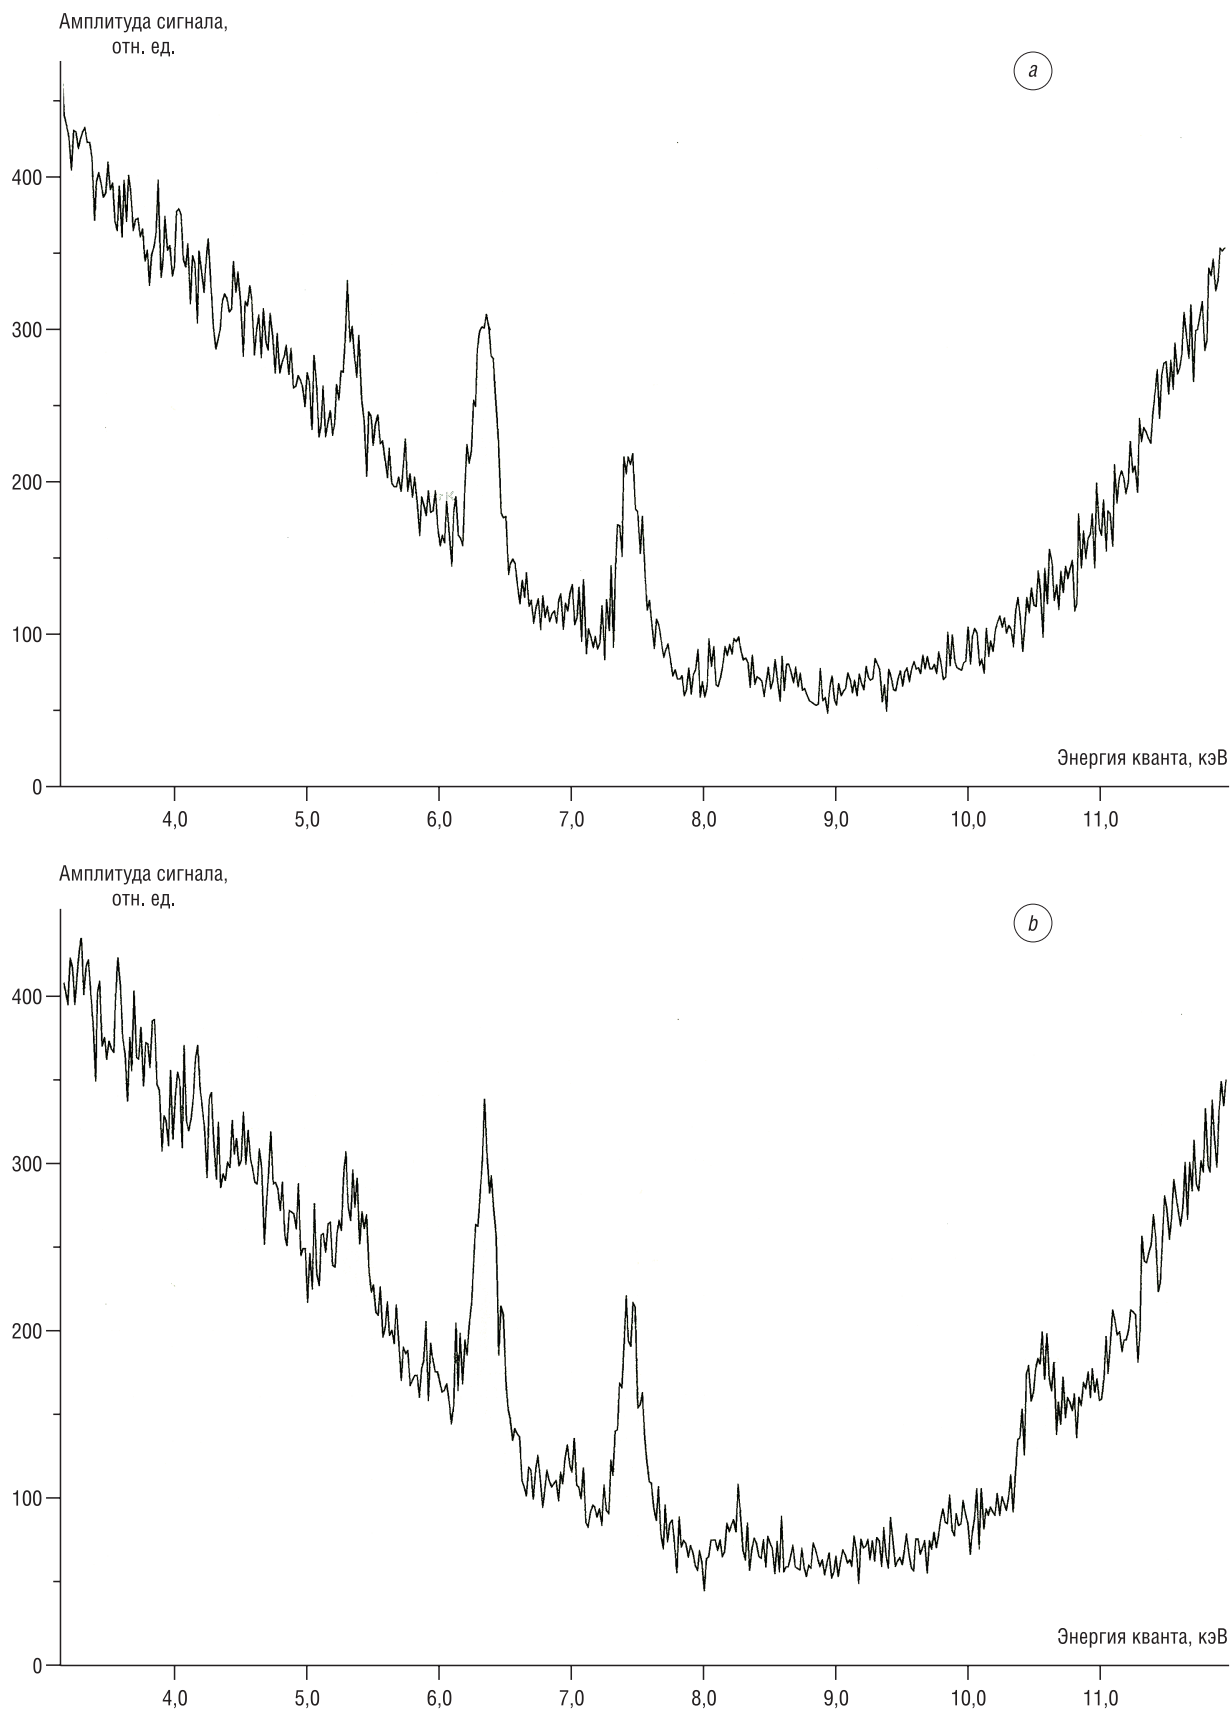 Амплитуда сигнала,
отн. ед.
a
400
300
200
100
0
Энергия кванта, кэВ
4,0 5,0 6,0 7,0 8,0 9,0 10,0 11,0
Амплитуда сигнала,
отн. ед.
b
400
300
200
100
0
Энергия кванта, кэВ
4,0 5,0 6,0 7,0 8,0 9,0 10,0 11,0